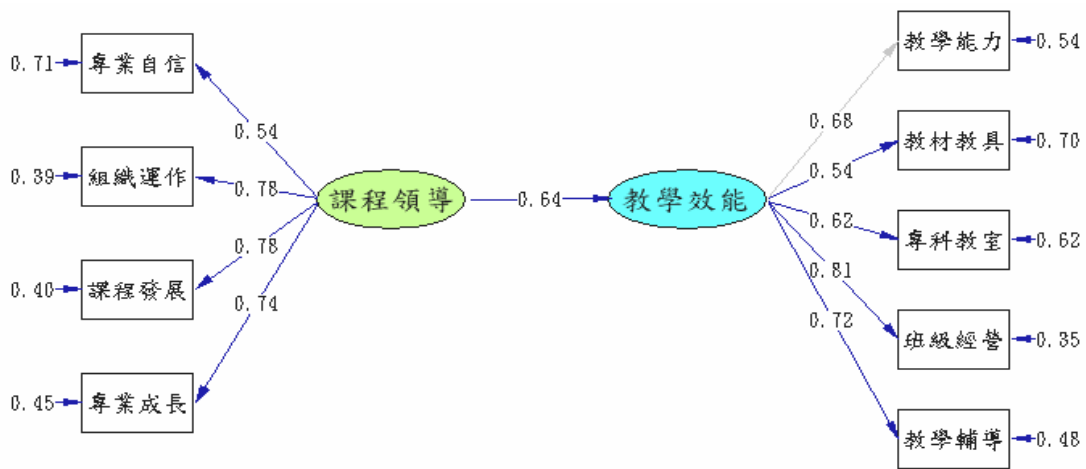 0.71 專業自信
0.54
0.39 組織運作
0.78
0.78
0.40 課程發展
0.74
0.45 專業成長
課程領導
0.64
教學效能
0.68
教學能力 0.54
0.54
教材教具 0.70
0.62
專科教室 0.62
0.81
班級經營 0.35
0.72
教學輔導 0.48